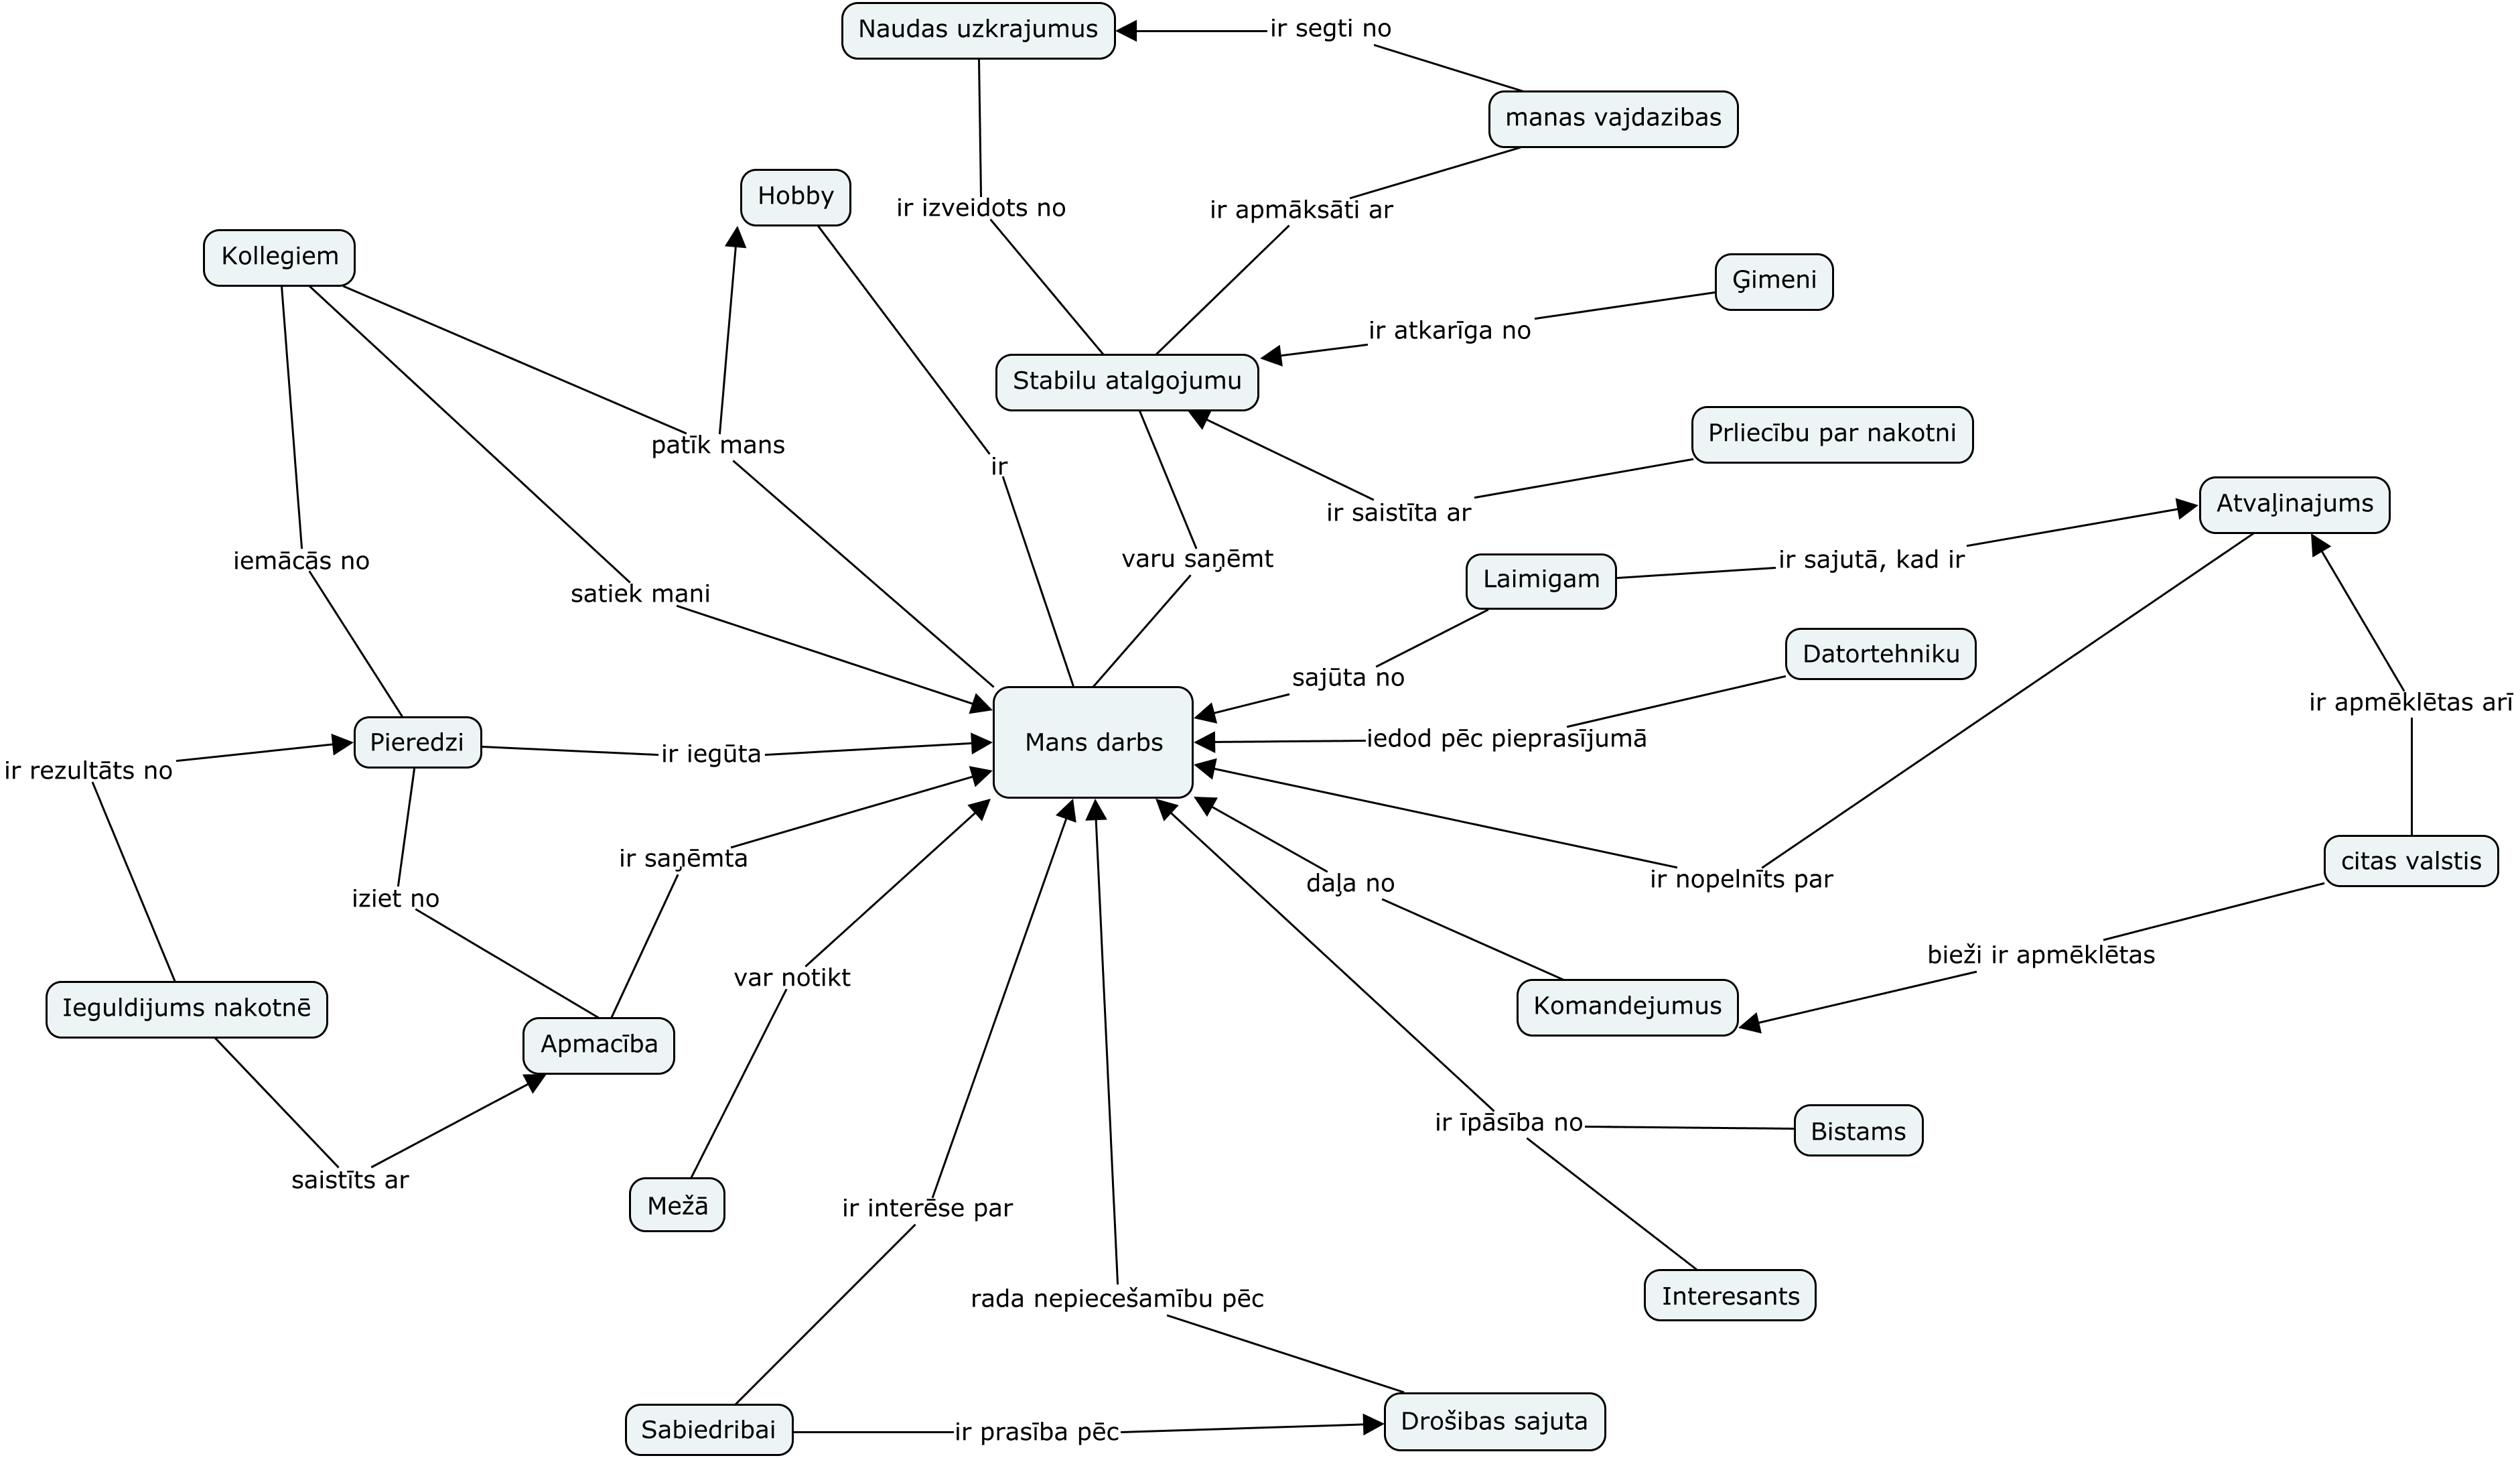 Naudas uzkrajumus
ir segti no
manas vajdazibas
Hobby
ir izveidots no
ir apmāksāti ar
Kollegiem
Ģimeni
ir atkarīga no
Stabilu atalgojumu
Prliecību par nakotni
patīk mans
ir
ir saistīta ar
Atvaļinajums
iemācās no
varu saņēmt
ir sajutā, kad ir
Laimigam
satiek mani
Datortehniku
sajūta no
ir apmēklētas arī
Pieredzi
Mans darbs
iedod pēc pieprasījumā
ir iegūta
ir rezultāts no
ir saņēmta
citas valstis
daļa no
ir nopelnīts par
iziet no
bieži ir apmēklētas
var notikt
Ieguldijums nakotnē
Komandejumus
Apmacība
ir īpāsība no
Bistams
saistīts ar
Mežā
ir interēse par
rada nepiecešamību pēc
Interesants
Sabiedribai
ir prasība pēc
Drošibas sajuta